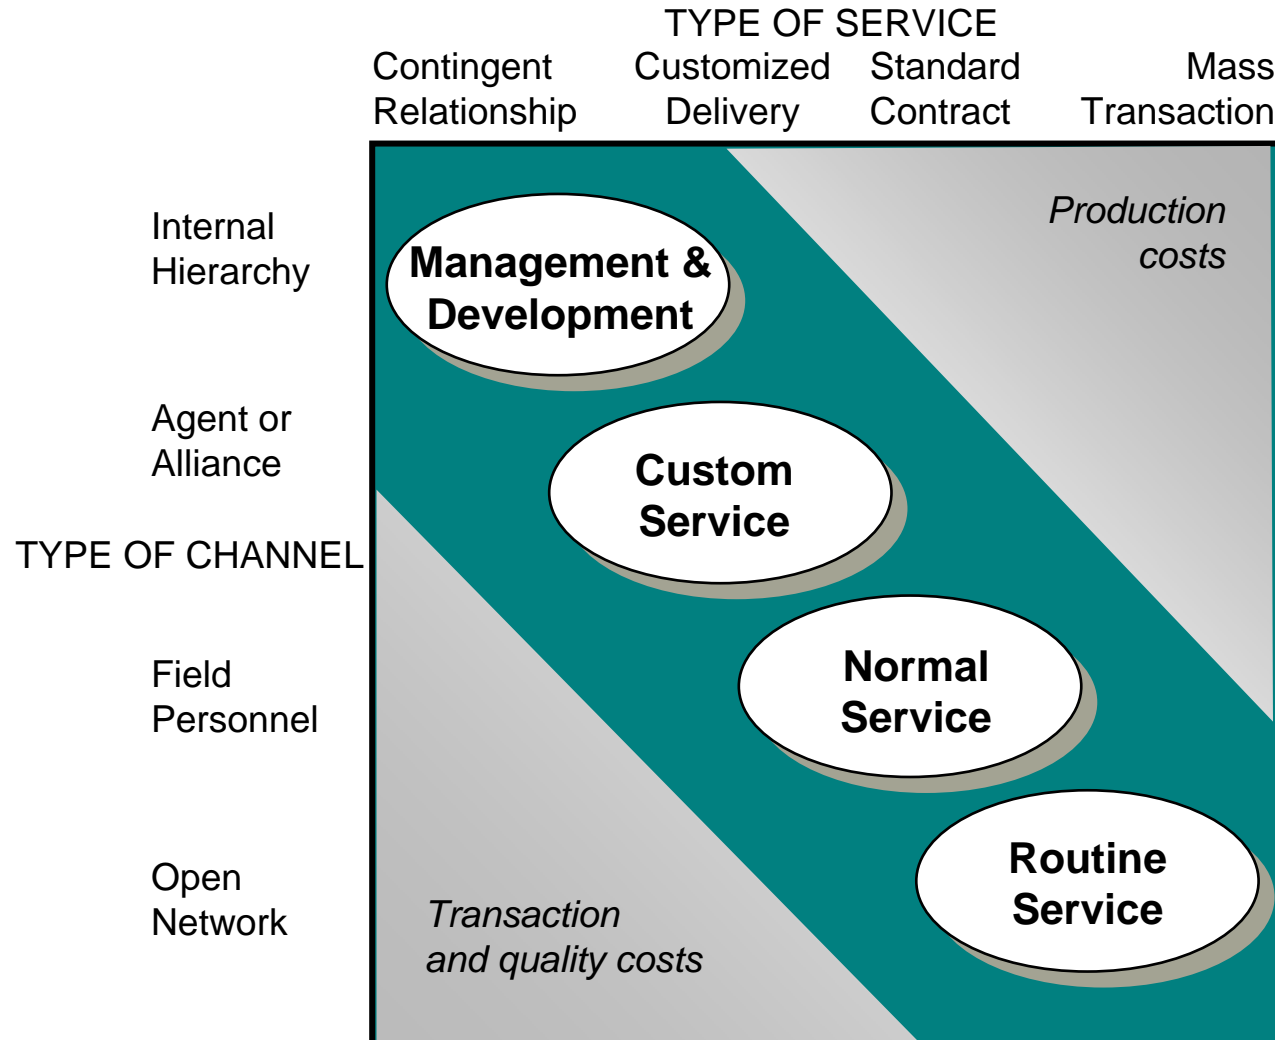 TYPE OF SERVICE
Contingent
Relationship
Customized
Delivery
Standard
Contract
Mass
Transaction
Production
costs
Internal
Hierarchy
Management &
Development
Agent or
Alliance
Custom
Service
TYPE OF CHANNEL
Field
Personnel
Normal
Service
Open
Network
Routine
Service
Transaction
and quality costs